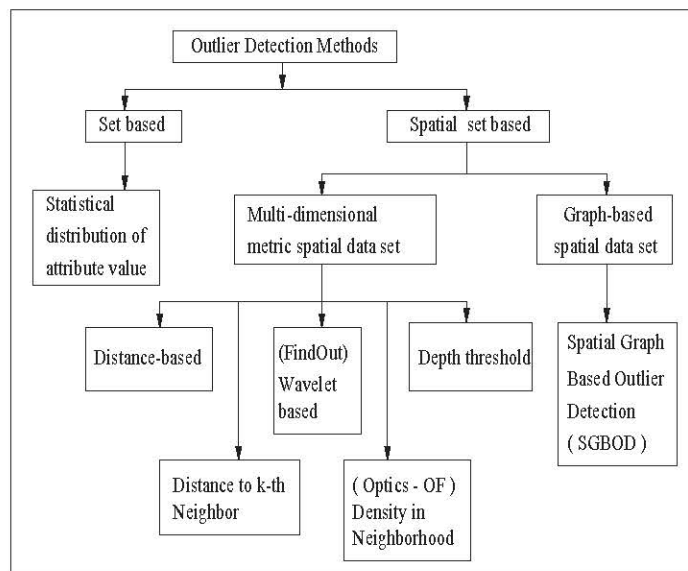 Outlier Detection Methods
Set based
Spatial set based
Statistical
distribution of
attribute value
Multi-dimensional
metric spatial data set
Graph-based
spatial data set
Distance-based
(FindOut)
Wavelet
based
Depth threshold
Spatial Graph
Based Outlier
Detection
( SGBOD )
Distance to k-th
Neighbor
( Optics - OF )
Density in
Neighborhood